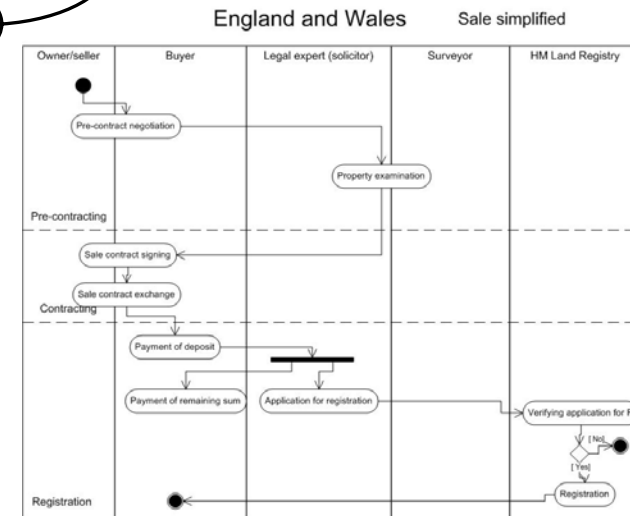 England and Wales Sale simplified
Owner/seller Buyer Legal expert (solicitor) Surveyor HM Land Registry
Pre-contract negotiation
Property examination
Pre-contracting
Sale contract signing
Sale contract exchange
Contracting
Payment of deposit
Payment of remaining sum Application for registration Verifying application for
[No]
[Yes]
Registration
Registration